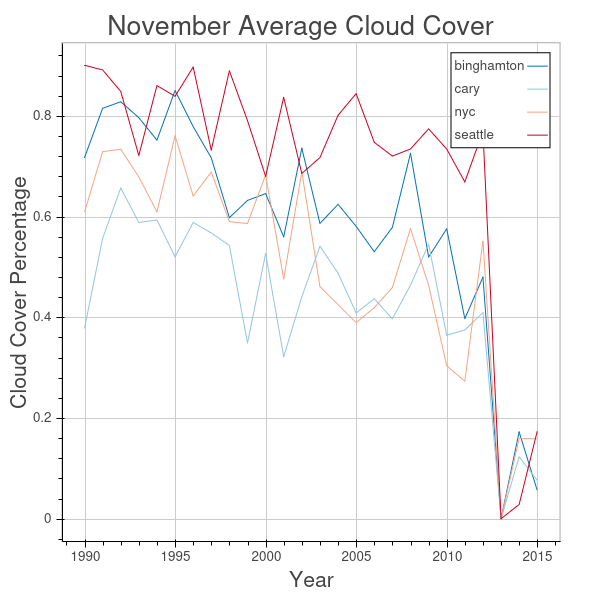 November Average Cloud Cover
binghamton
cary
nyc
seattle
Cloud Cover Percentage
0.8
0.6
0.4
0.2
0
1990 1995 2000 2005 2010 2015
Year